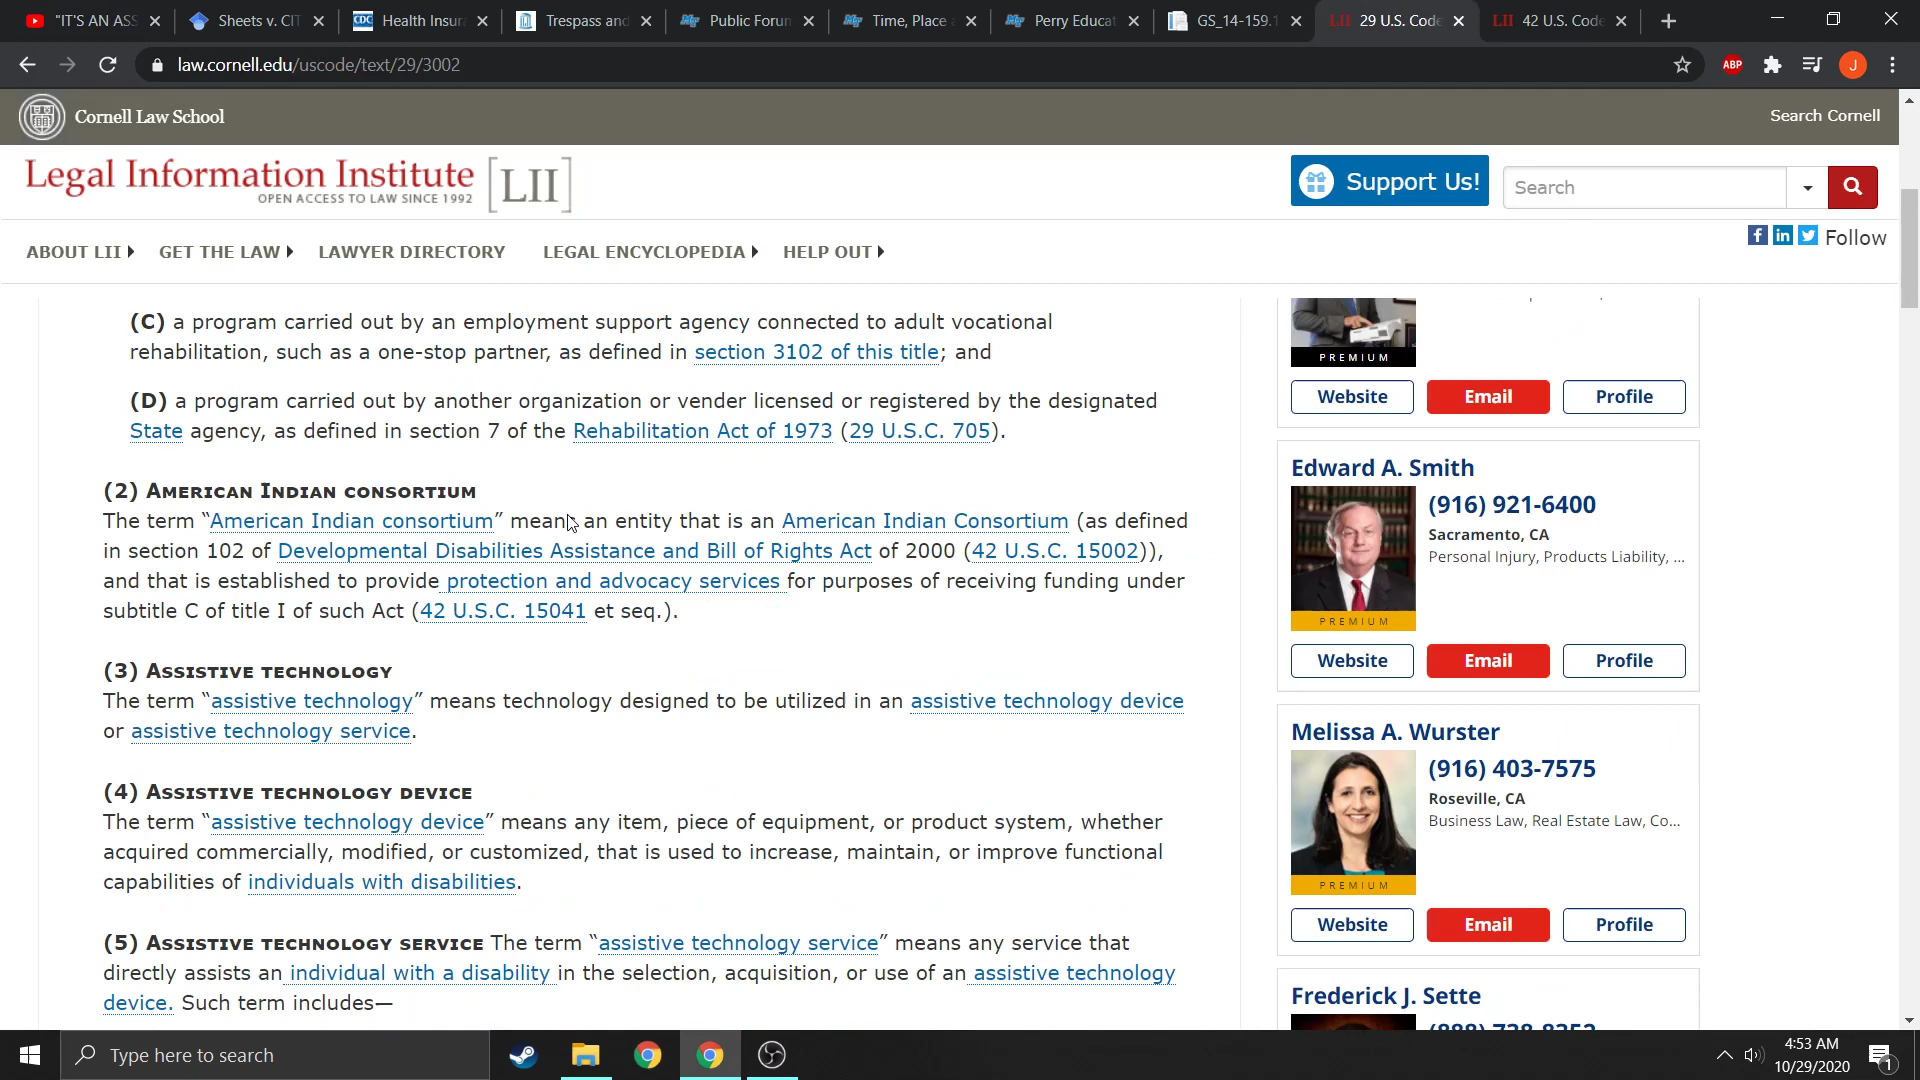 "IT'S AN ASS
Sheets v. CIT
Health Insur
Trespass and
Public Forum
Time, Place a
Perry Educat
GS_14-159.1
29 U.S. Code
42 U.S. Code
law.cornell.edu/uscode/text/29/3002
ABP
J
Cornell Law School
Search Cornell
Legal Information Institute [LII]
OPEN ACCESS TO LAW SINCE 1992
Support Us!
Search
ABOUT LII
GET THE LAW
LAWYER DIRECTORY
LEGAL ENCYCLOPEDIA
HELP OUT
Follow
(C) a program carried out by an employment support agency connected to adult vocational
rehabilitation, such as a one-stop partner, as defined in section 3102 of this title; and
(D) a program carried out by another organization or vender licensed or registered by the designated
State agency, as defined in section 7 of the Rehabilitation Act of 1973 (29 U.S.C. 705).
(2) American Indian consortium
The term “American Indian consortium” means an entity that is an American Indian Consortium (as defined
in section 102 of Developmental Disabilities Assistance and Bill of Rights Act of 2000 (42 U.S.C. 15002)),
and that is established to provide protection and advocacy services for purposes of receiving funding under
subtitle C of title I of such Act (42 U.S.C. 15041 et seq.).
(3) Assistive technology
The term “assistive technology” means technology designed to be utilized in an assistive technology device
or assistive technology service.
(4) Assistive technology device
The term “assistive technology device” means any item, piece of equipment, or product system, whether
acquired commercially, modified, or customized, that is used to increase, maintain, or improve functional
capabilities of individuals with disabilities.
(5) Assistive technology service The term “assistive technology service” means any service that
directly assists an individual with a disability in the selection, acquisition, or use of an assistive technology
device. Such term includes—
PREMIUM
Website
Email
Profile
Edward A. Smith
(916) 921-6400
Sacramento, CA
Personal Injury, Products Liability, ...
PREMIUM
Website
Email
Profile
Melissa A. Wurster
(916) 403-7575
Roseville, CA
Business Law, Real Estate Law, Co...
PREMIUM
Website
Email
Profile
Frederick J. Sette
(888) 738-8352
Type here to search
4:53 AM
10/29/2020
1